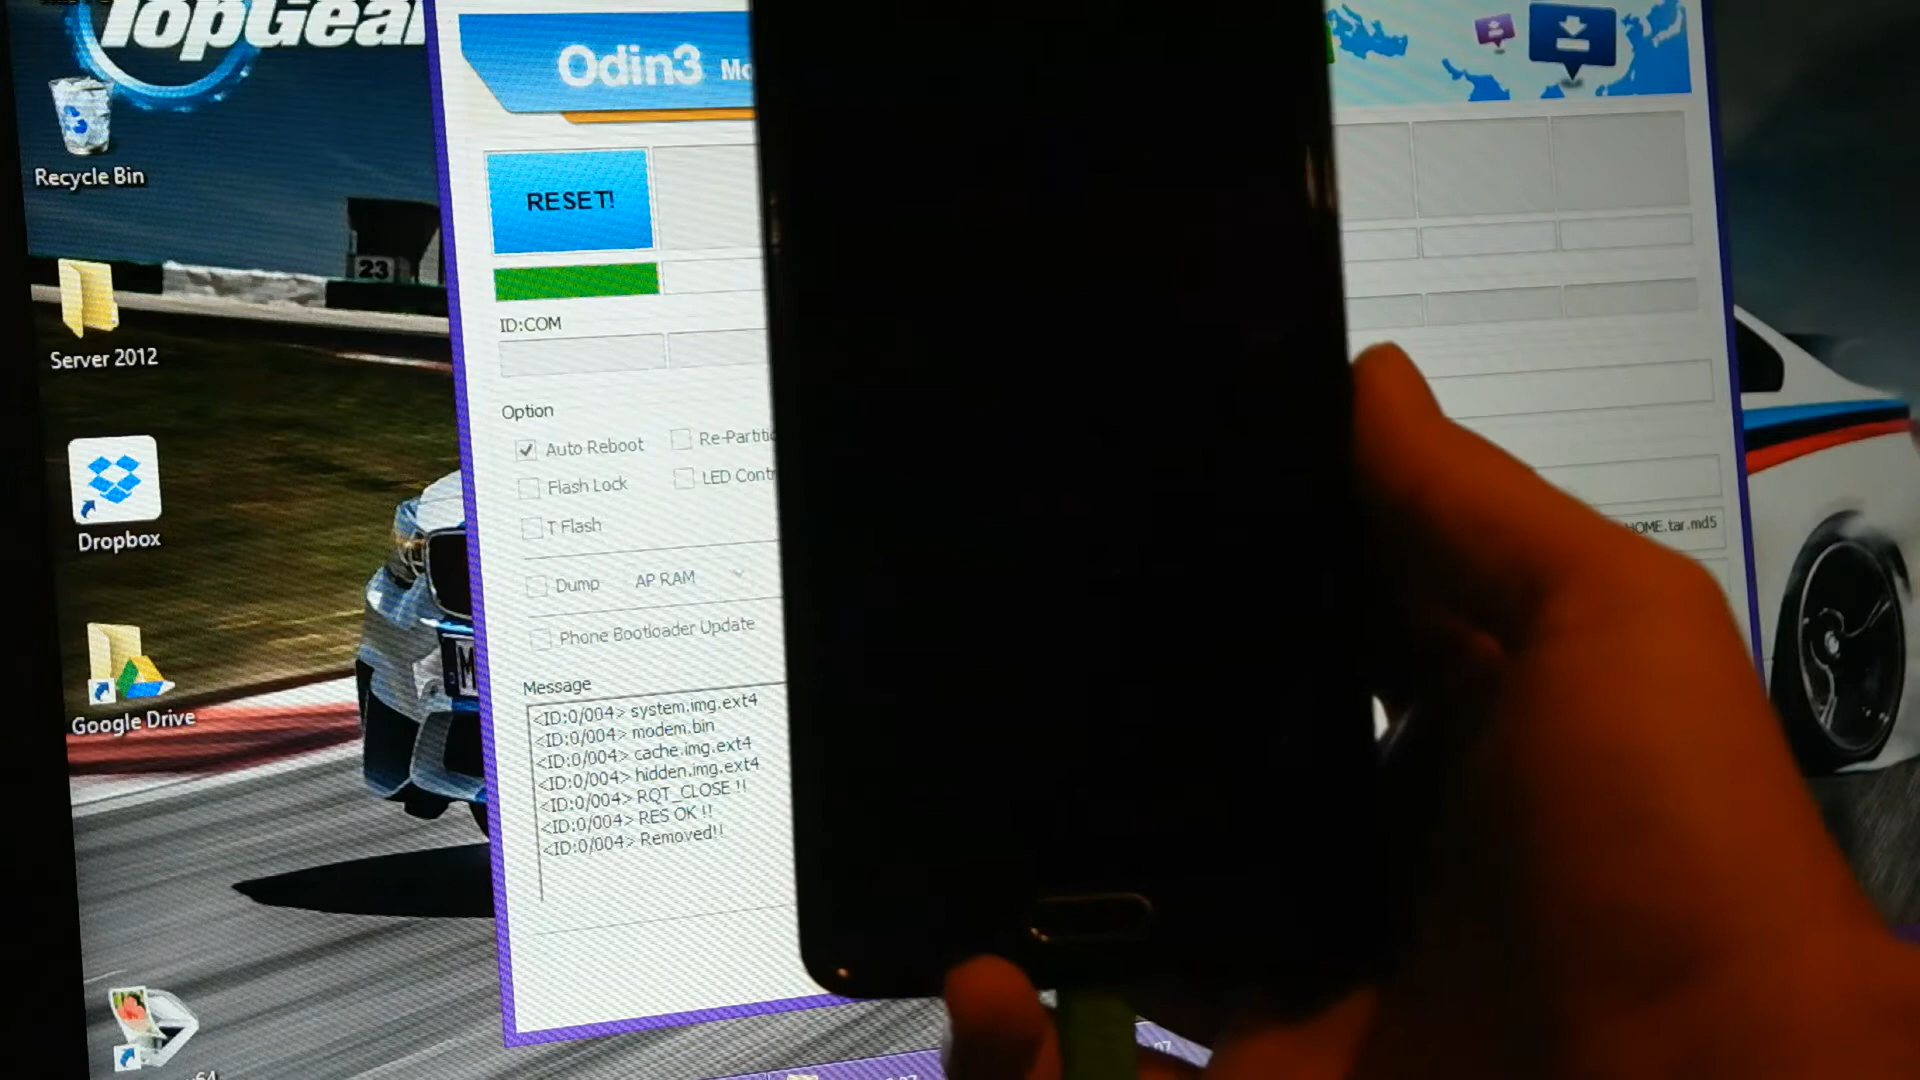 TopGear
Recycle Bin
23
Server 2012
Dropbox
Google Drive
Odin3
RESET!
ID:COM
Option
Auto Reboot
Flash Lock
LED
T Flash
Dump AP RAM
Phone Bootloader Update
HOME.tar.md5
Message
<ID:0/004> system.img.ext4
<ID:0/004> modem.bin
<ID:0/004> cache.img.ext4
<ID:0/004> hidden.img.ext4
<ID:0/004> RQT_CLOSE !!
<ID:0/004> RES OK !!
<ID:0/004> Removed!!